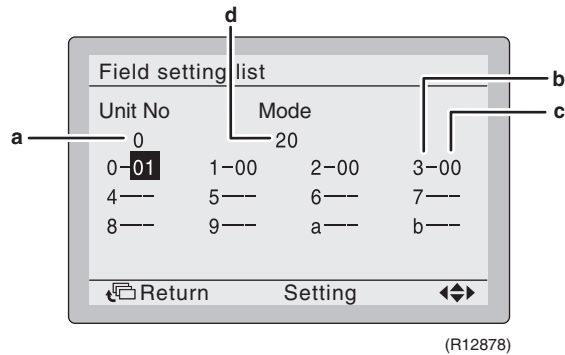 d
Field setting list
b
Unit No Mode
c
a
0 20
0-01 1-00 2-00 3-00
4–– 5–– 6–– 7––
8–– 9–– a–– b––
Return Setting
(R12878)